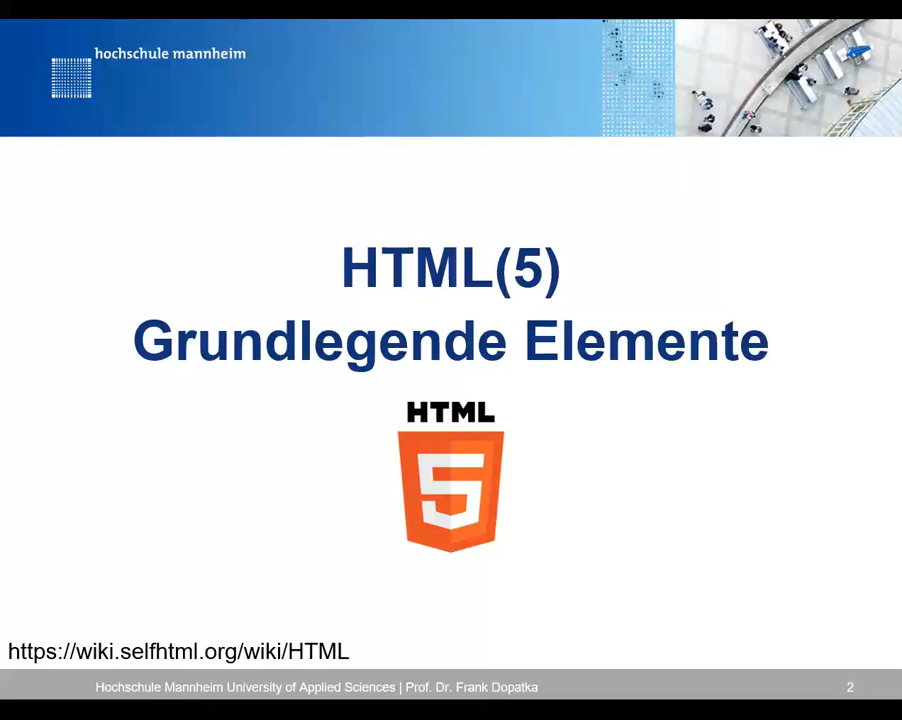 hochschule mannheim
HTML(5)
Grundlegende Elemente
HTML
5
https://wiki.selfhtml.org/wiki/HTML
Hochschule Mannheim University of Applied Sciences | Prof. Dr. Frank Dopatka
2